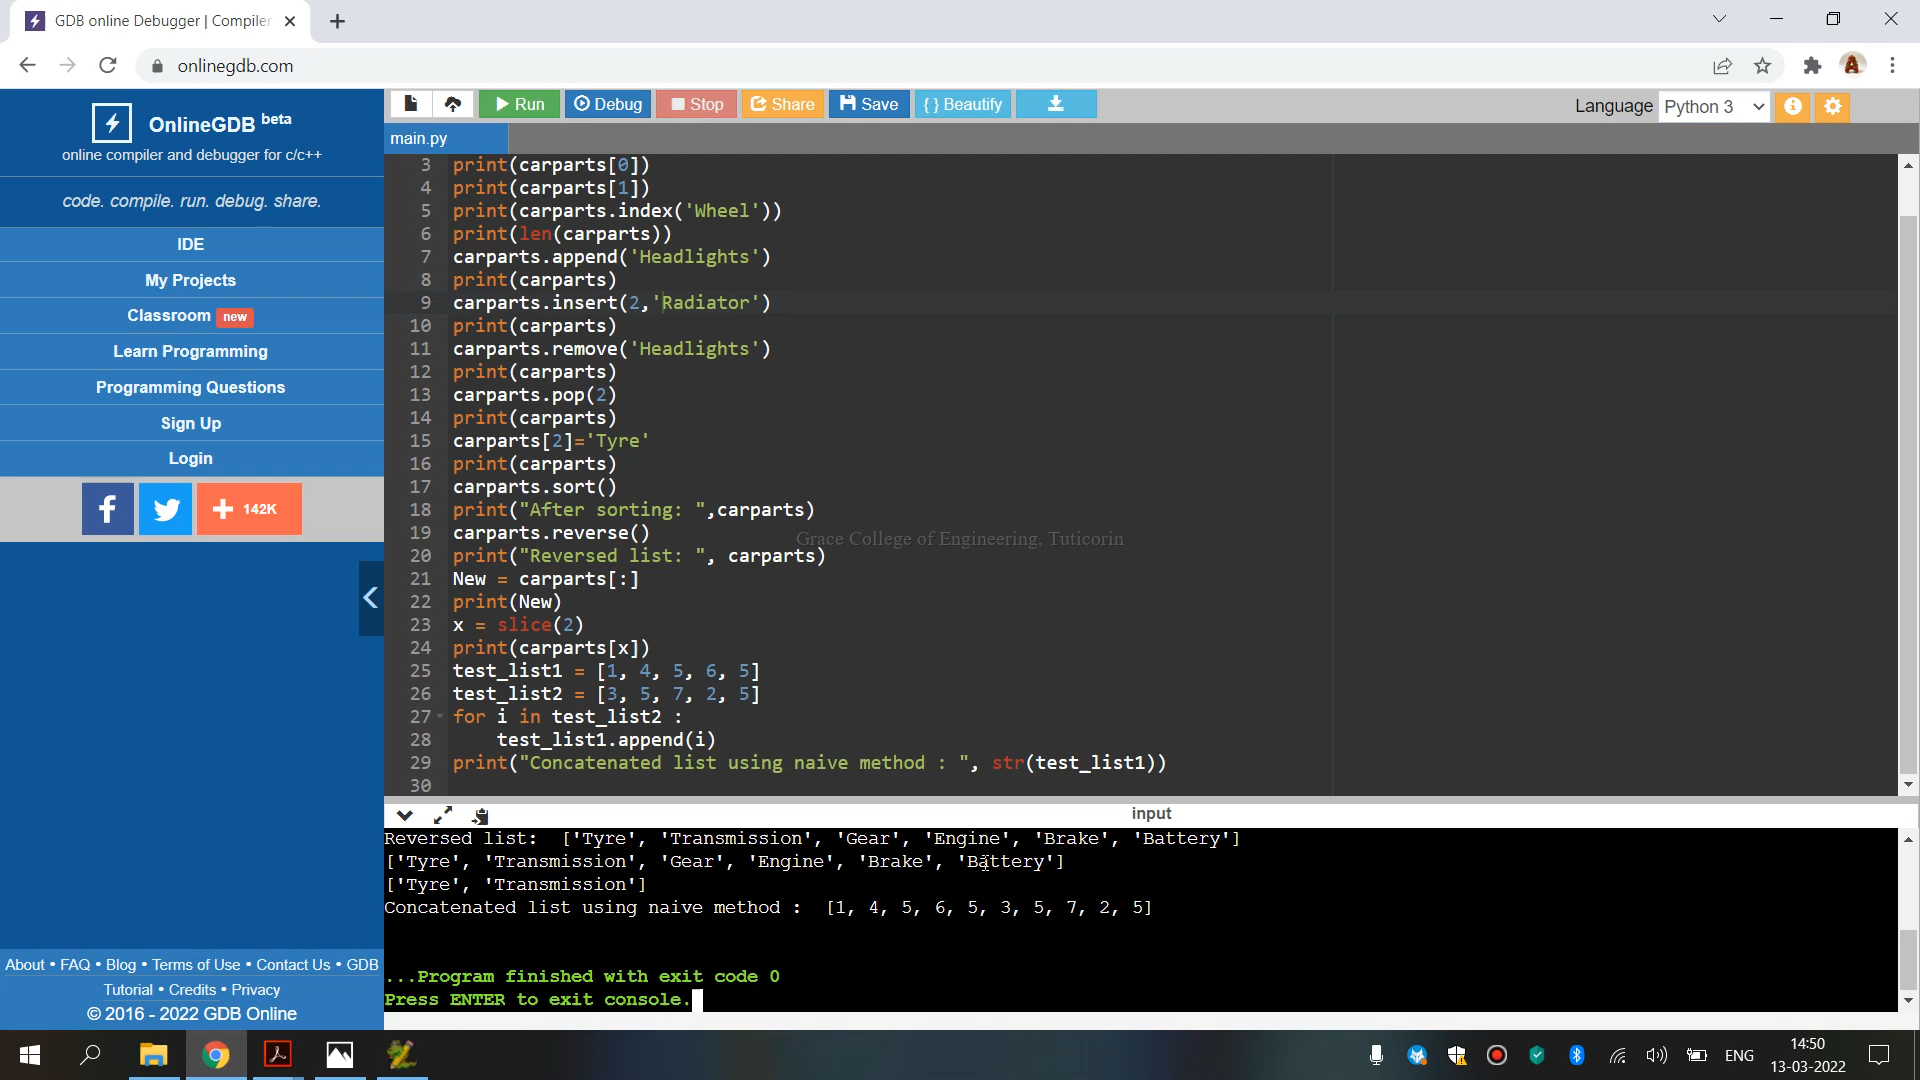 GDB online Debugger | Compiler
onlinegdb.com
OnlineGDB beta
online compiler and debugger for c/c++
code. compile. run. debug. share.
IDE
My Projects
Classroom new
Learn Programming
Programming Questions
Sign Up
Login
142K
About • FAQ • Blog • Terms of Use • Contact Us • GDB
Tutorial • Credits • Privacy
© 2016 - 2022 GDB Online
Run Debug Stop Share Save { } Beautify
Language Python 3
main.py
3 print(carparts[0])
4 print(carparts[1])
5 print(carparts.index('Wheel'))
6 print(len(carparts))
7 carparts.append('Headlights')
8 print(carparts)
9 carparts.insert(2,'Radiator')
10 print(carparts)
11 carparts.remove('Headlights')
12 print(carparts)
13 carparts.pop(2)
14 print(carparts)
15 carparts[2]='Tyre'
16 print(carparts)
17 carparts.sort()
18 print("After sorting: ",carparts)
19 carparts.reverse()
Grace College of Engineering, Tuticorin
20 print("Reversed list: ", carparts)
21 New = carparts[:]
22 print(New)
23 x = slice(2)
24 print(carparts[x])
25 test_list1 = [1, 4, 5, 6, 5]
26 test_list2 = [3, 5, 7, 2, 5]
27 for i in test_list2 :
28     test_list1.append(i)
29 print("Concatenated list using naive method : ", str(test_list1))
30
input
Reversed list:  ['Tyre', 'Transmission', 'Gear', 'Engine', 'Brake', 'Battery']
['Tyre', 'Transmission', 'Gear', 'Engine', 'Brake', 'Battery']
['Tyre', 'Transmission']
Concatenated list using naive method :  [1, 4, 5, 6, 5, 3, 5, 7, 2, 5]
...Program finished with exit code 0
Press ENTER to exit console.
ENG
14:50
13-03-2022